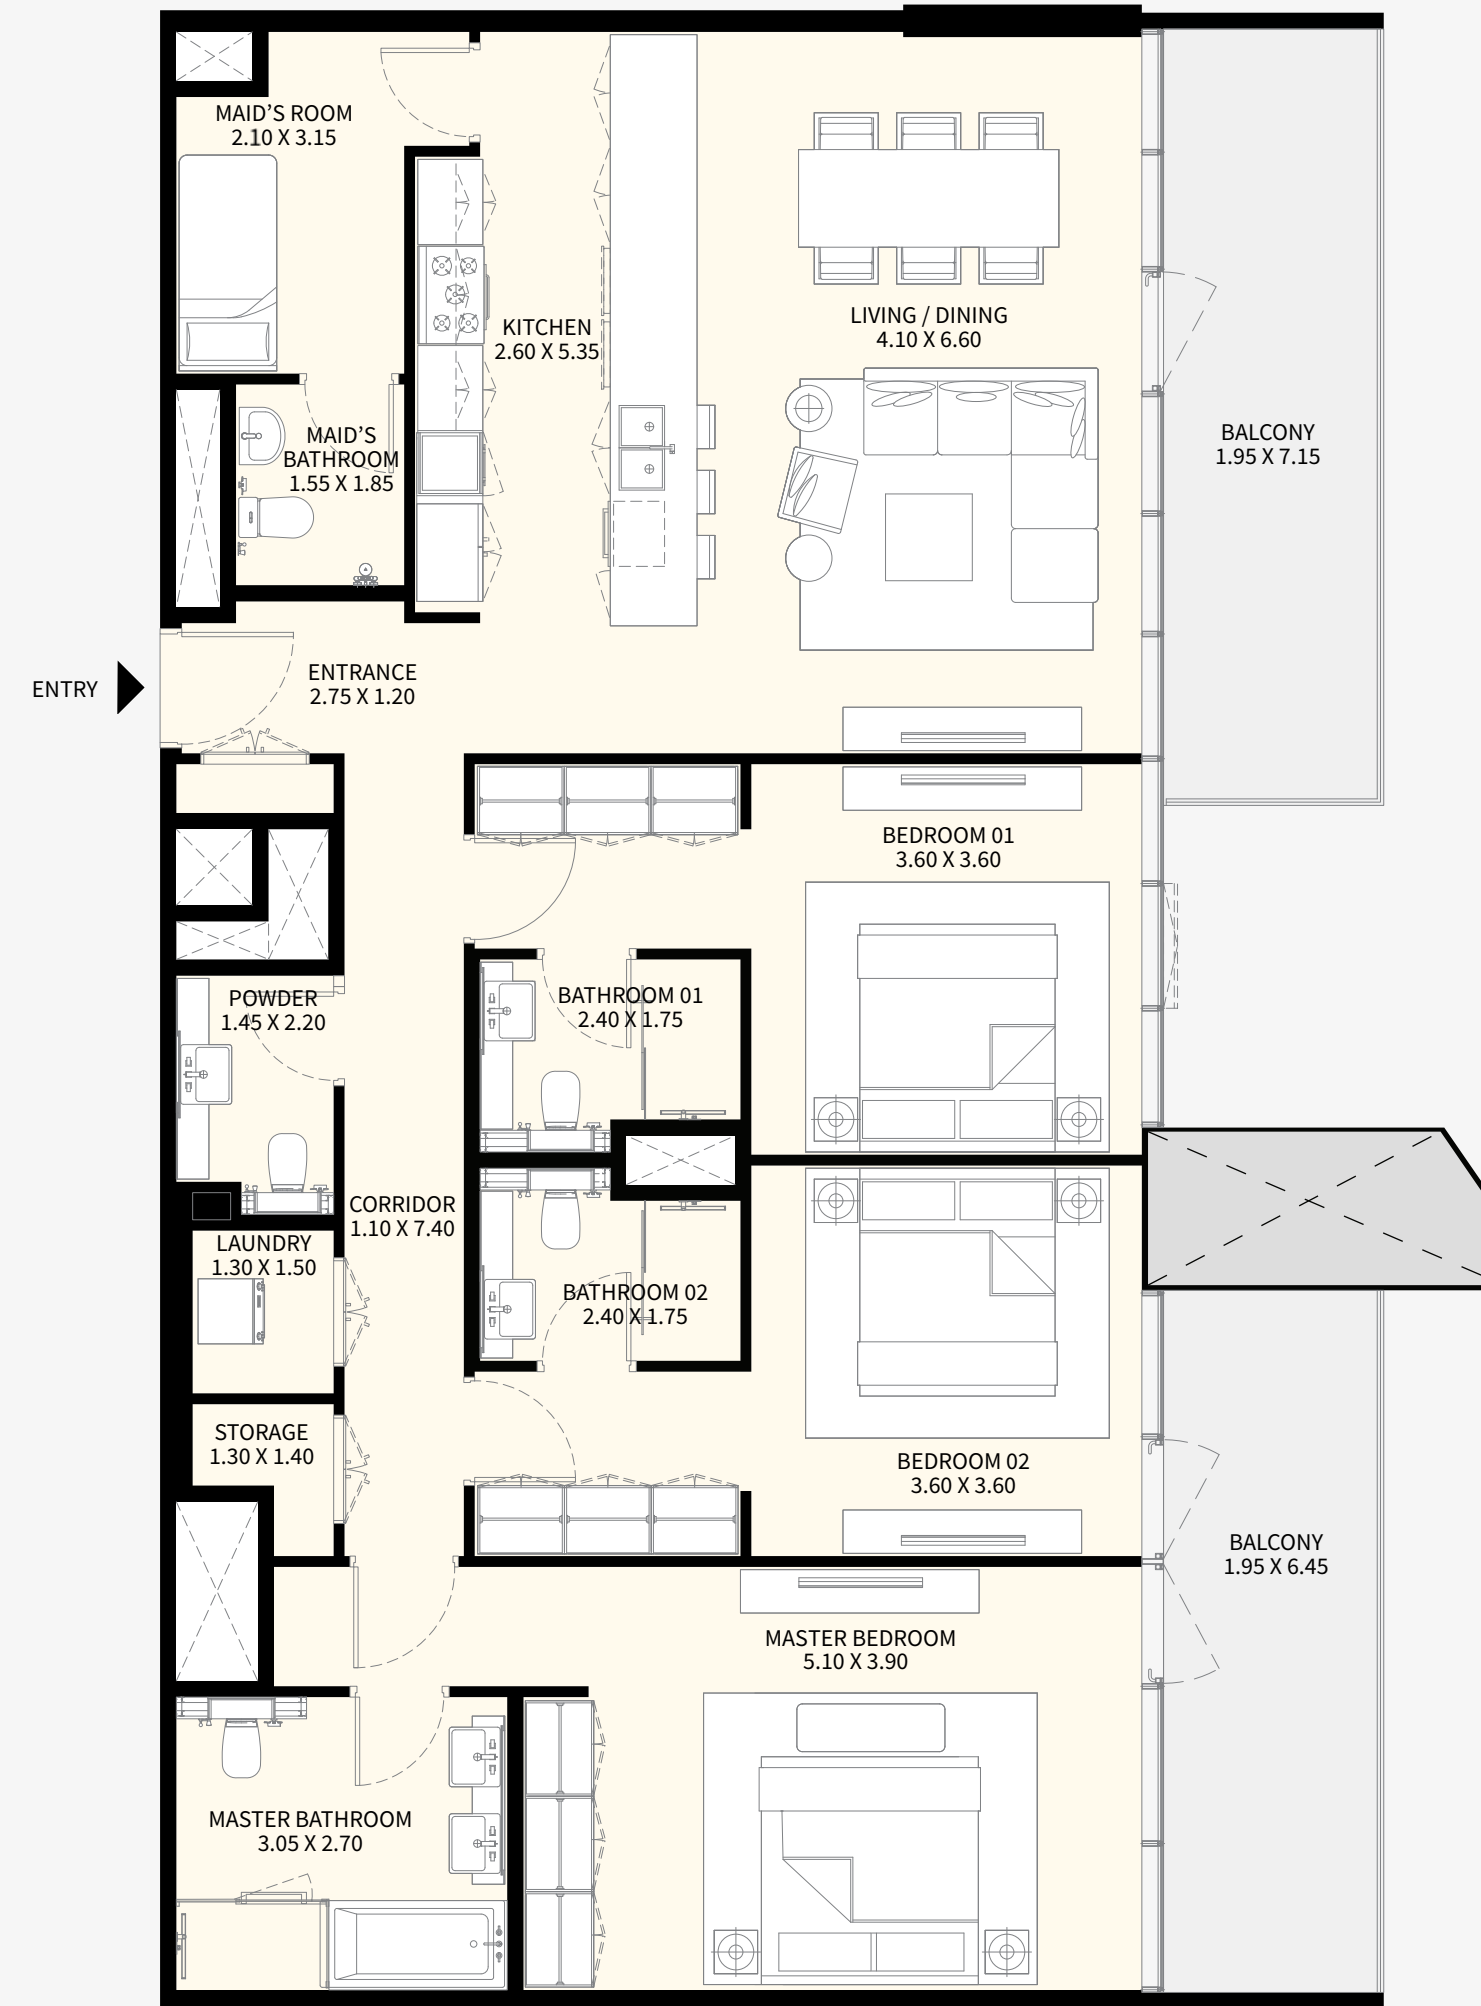 MAID’S ROOM
2.10 X 3.15
KITCHEN
2.60 X 5.35
LIVING / DINING
4.10 X 6.60
BALCONY
1.95 X 7.15
MAID’S
BATHROOM
1.55 X 1.85
ENTRY
ENTRANCE
2.75 X 1.20
BEDROOM 01
3.60 X 3.60
POWDER
1.45 X 2.20
BATHROOM 01
2.40 X 1.75
CORRIDOR
1.10 X 7.40
LAUNDRY
1.30 X 1.50
BATHROOM 02
2.40 X 1.75
STORAGE
1.30 X 1.40
BEDROOM 02
3.60 X 3.60
BALCONY
1.95 X 6.45
MASTER BEDROOM
5.10 X 3.90
MASTER BATHROOM
3.05 X 2.70